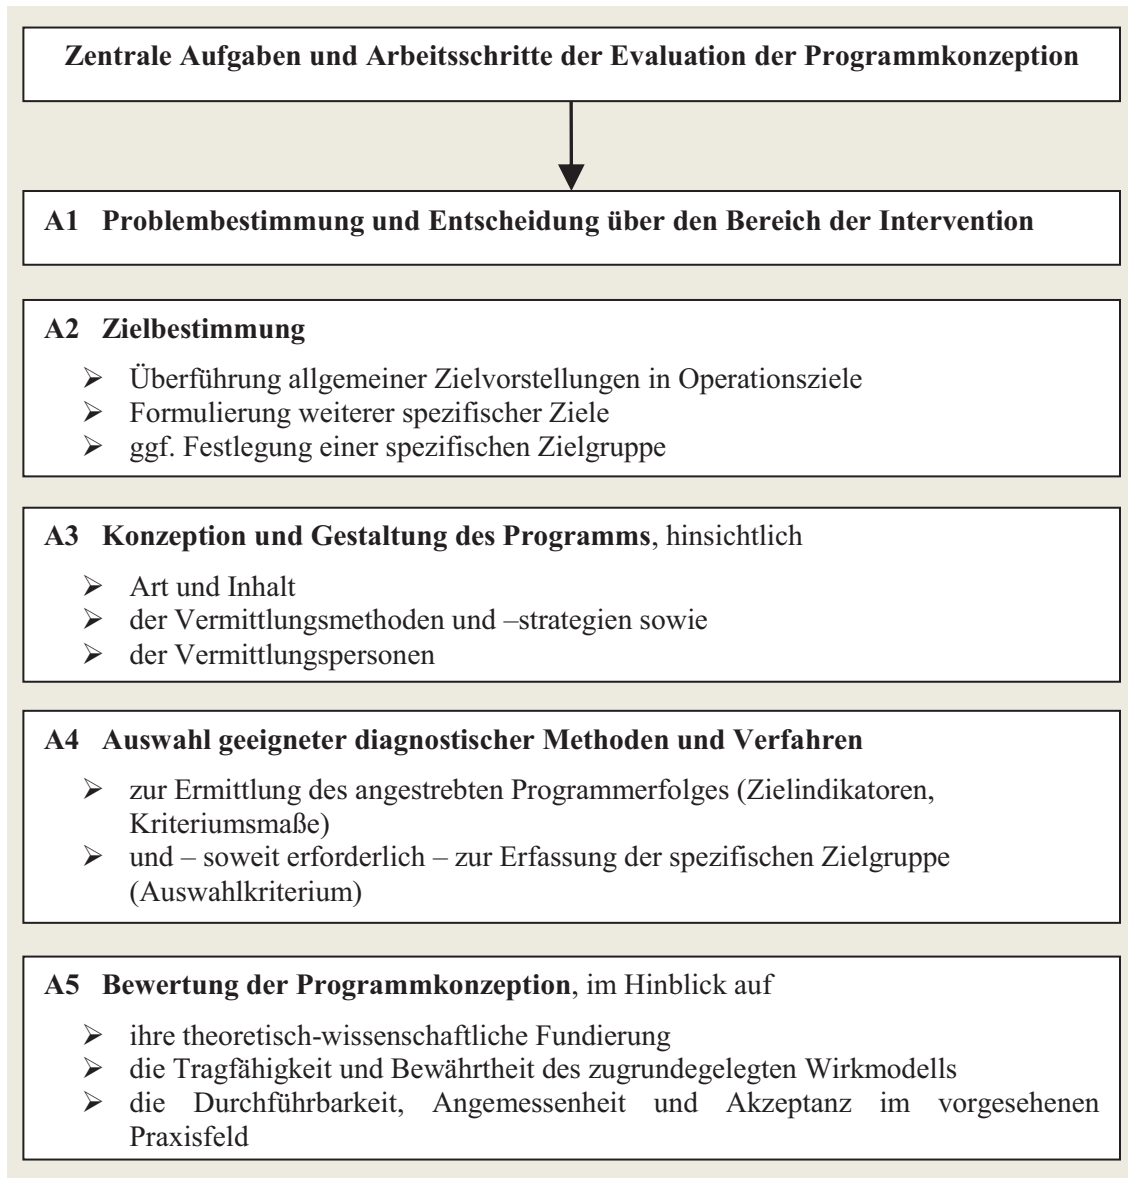 Zentrale Aufgaben und Arbeitsschritte der Evaluation der Programmkonzeption
A1 Problembestimmung und Entscheidung über den Bereich der Intervention
A2 Zielbestimmung
➢ Überführung allgemeiner Zielvorstellungen in Operationsziele
➢ Formulierung weiterer spezifischer Ziele
➢ ggf. Festlegung einer spezifischen Zielgruppe
A3 Konzeption und Gestaltung des Programms, hinsichtlich
➢ Art und Inhalt
➢ der Vermittlungsmethoden und –strategien sowie
➢ der Vermittlungspersonen
A4 Auswahl geeigneter diagnostischer Methoden und Verfahren
➢ zur Ermittlung des angestrebten Programmerfolges (Zielindikatoren,
Kriteriumsmaße)
➢ und – soweit erforderlich – zur Erfassung der spezifischen Zielgruppe
(Auswahlkriterium)
A5 Bewertung der Programmkonzeption, im Hinblick auf
➢ ihre theoretisch-wissenschaftliche Fundierung
➢ die Tragfähigkeit und Bewährtheit des zugrundegelegten Wirkmodells
➢ die Durchführbarkeit, Angemessenheit und Akzeptanz im vorgesehenen
Praxisfeld